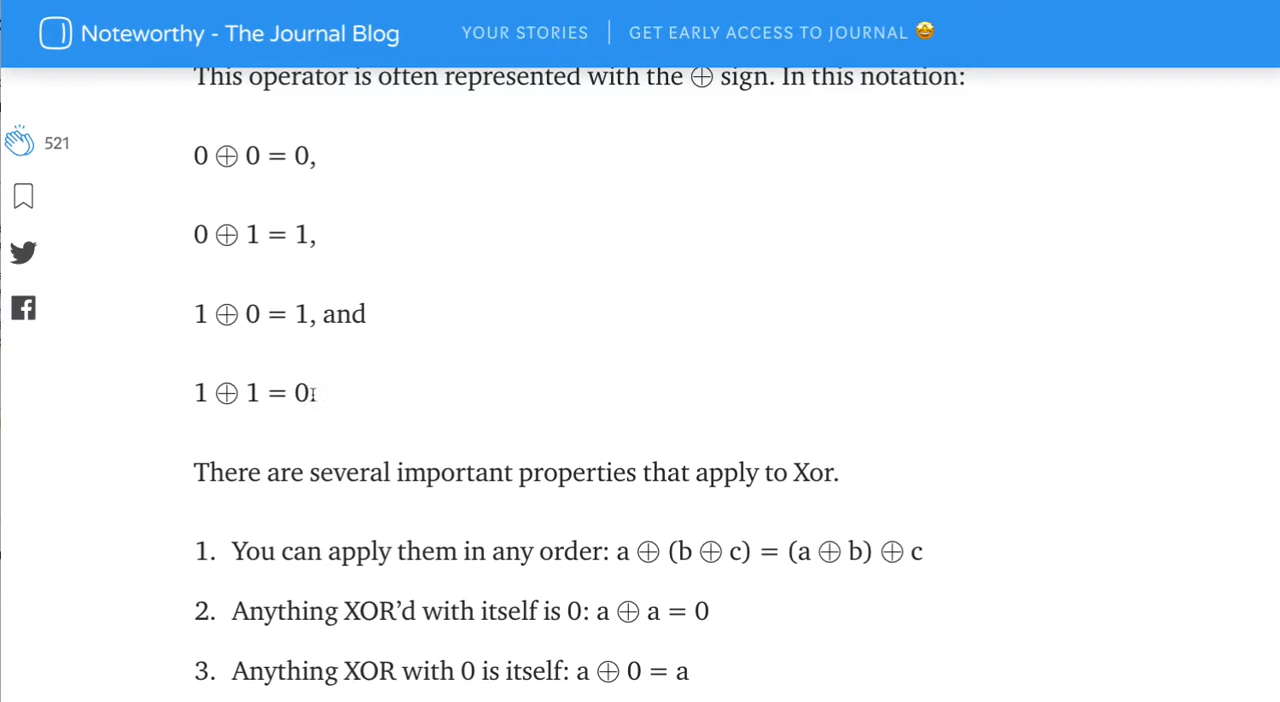 Noteworthy - The Journal Blog
YOUR STORIES
GET EARLY ACCESS TO JOURNAL 🤩
This operator is often represented with the ⊕ sign. In this notation:
521
0 ⊕ 0 = 0,
0 ⊕ 1 = 1,
1 ⊕ 0 = 1, and
1 ⊕ 1 = 0
There are several important properties that apply to Xor.
1. You can apply them in any order: a ⊕ (b ⊕ c) = (a ⊕ b) ⊕ c
2. Anything XOR’d with itself is 0: a ⊕ a = 0
3. Anything XOR with 0 is itself: a ⊕ 0 = a